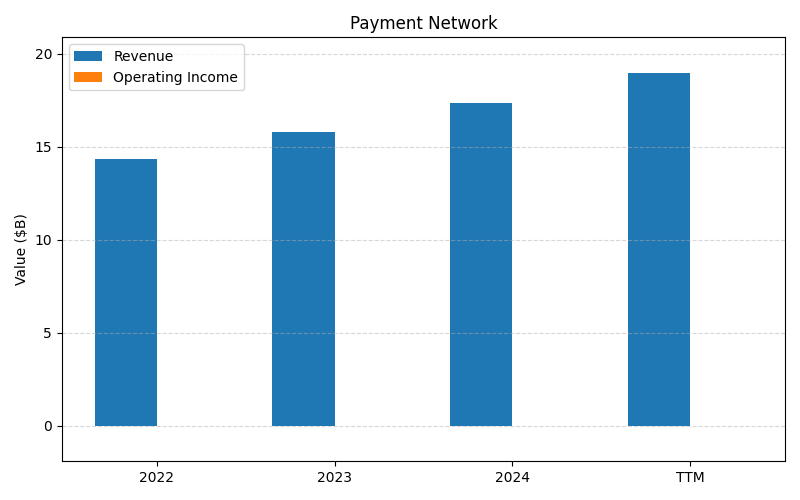 Payment Network
Revenue
Operating Income
Value ($B)
20
15
10
5
0
2022
2023
2024
TTM